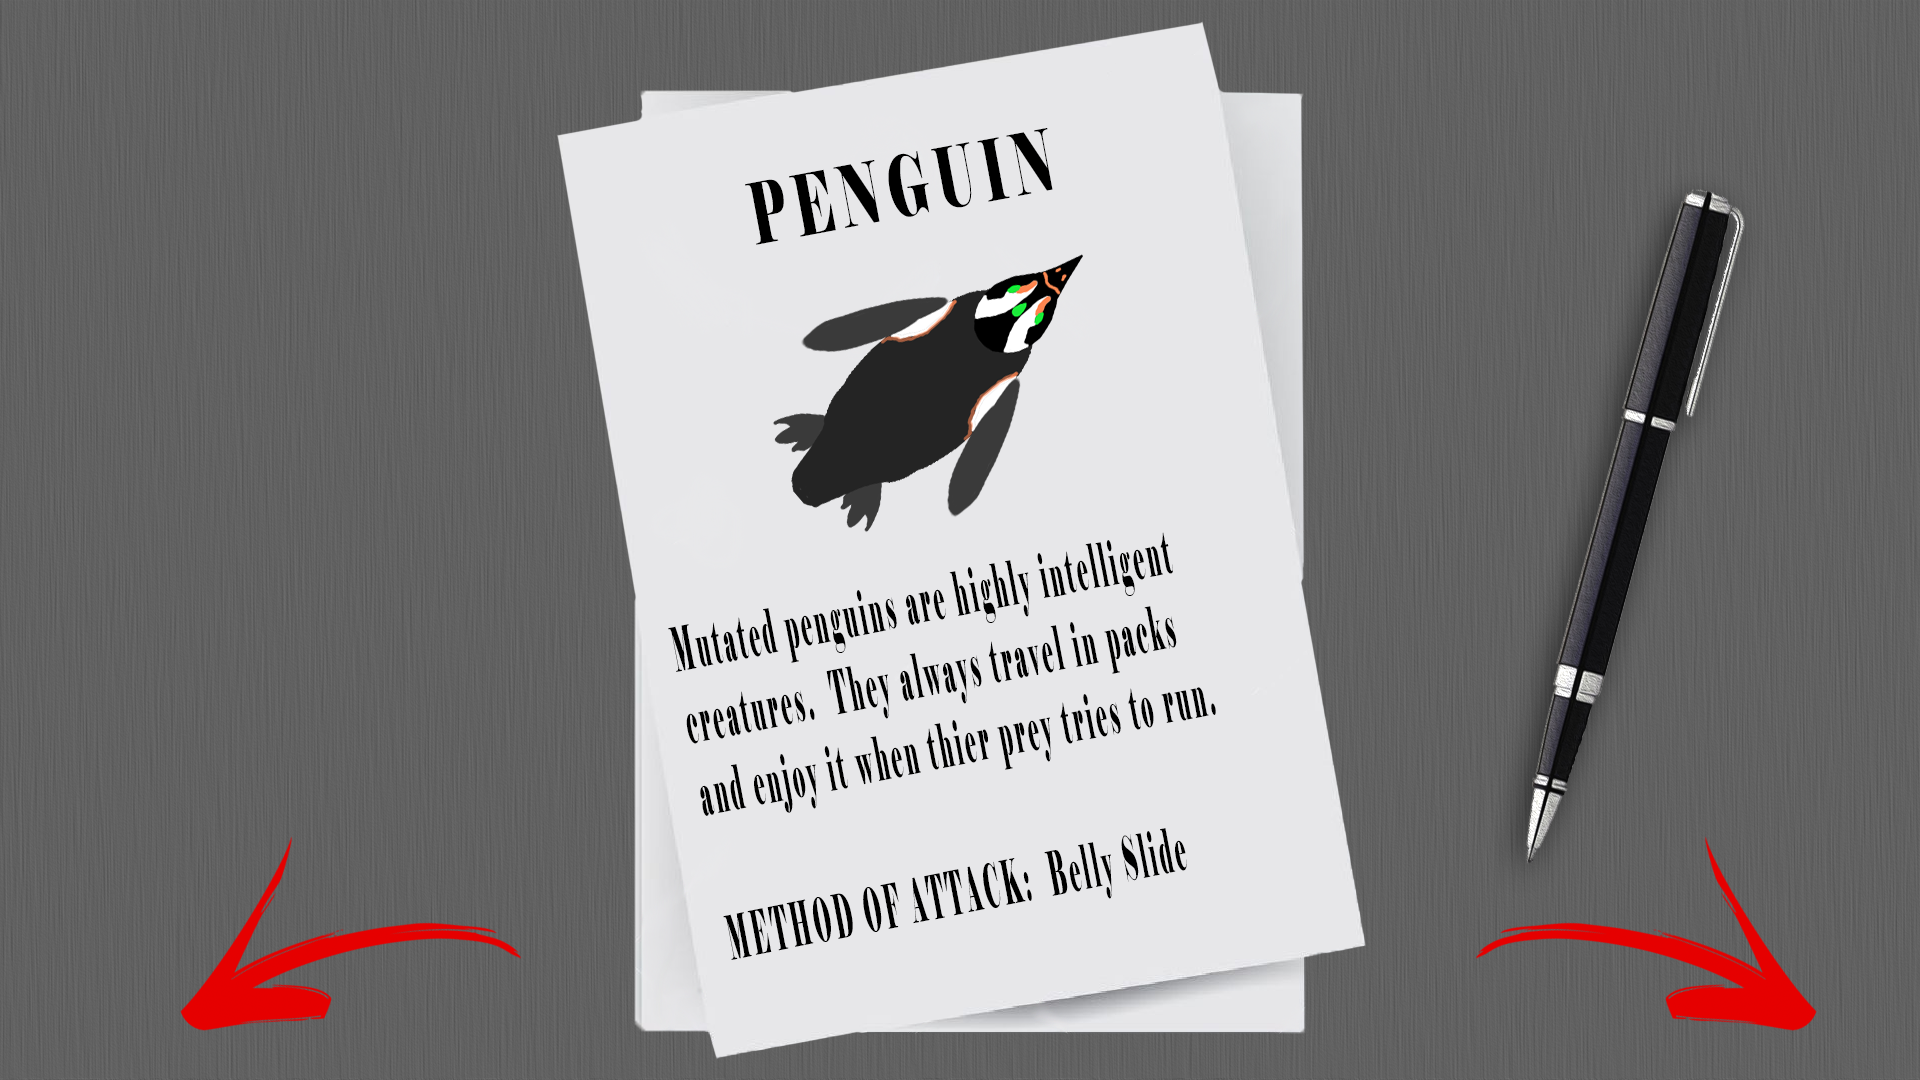 PENGUIN
Mutated penguins are highly intelligent
creatures.  They always travel in packs
and enjoy it when thier prey tries to run.
METHOD OF ATTACK:  Belly Slide